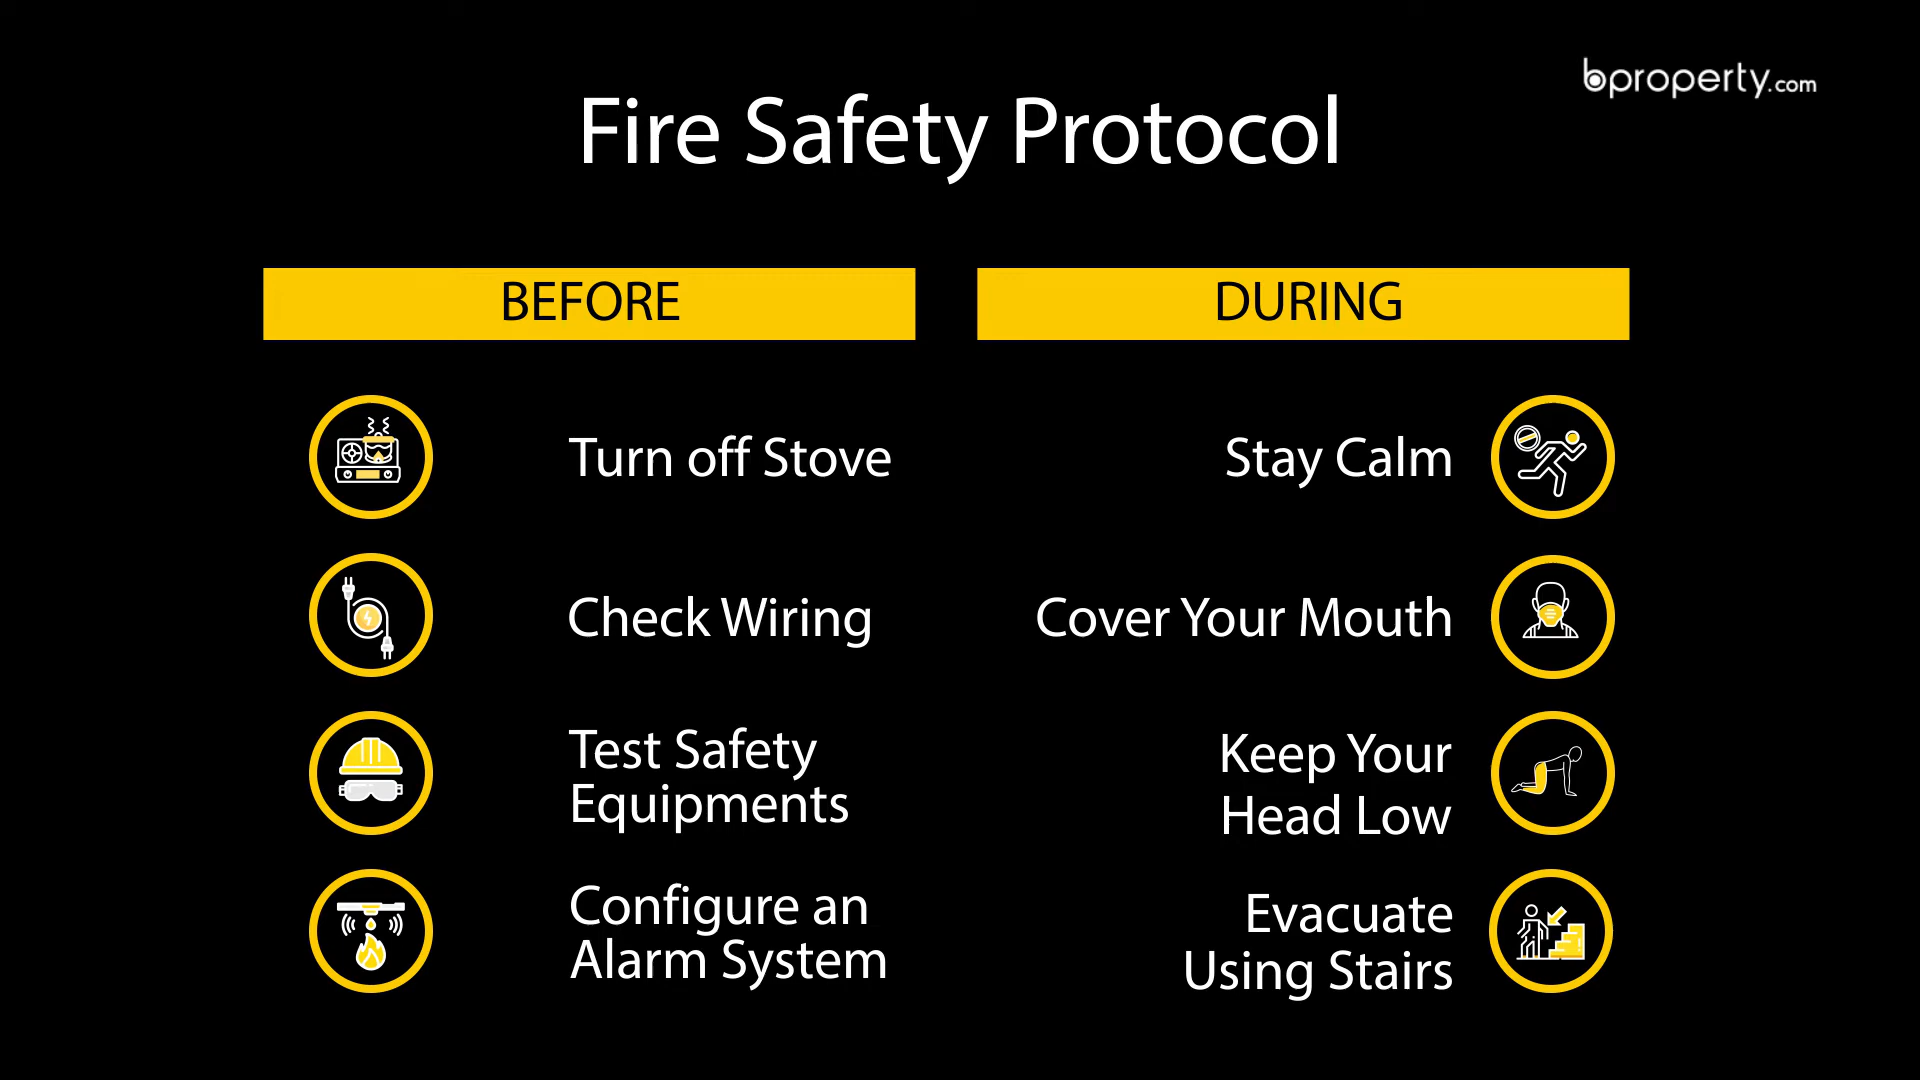 bproperty.com
Fire Safety Protocol
BEFORE
Turn off Stove
Check Wiring
Test Safety
Equipments
Configure an
Alarm System
DURING
Stay Calm
Cover Your Mouth
Keep Your
Head Low
Evacuate
Using Stairs